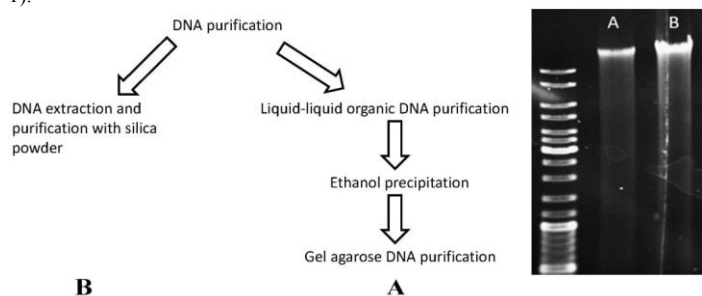 DNA purification
DNA extraction and
purification with silica
powder
Liquid-liquid organic DNA purification
Ethanol precipitation
Gel agarose DNA purification
B
A
A
B